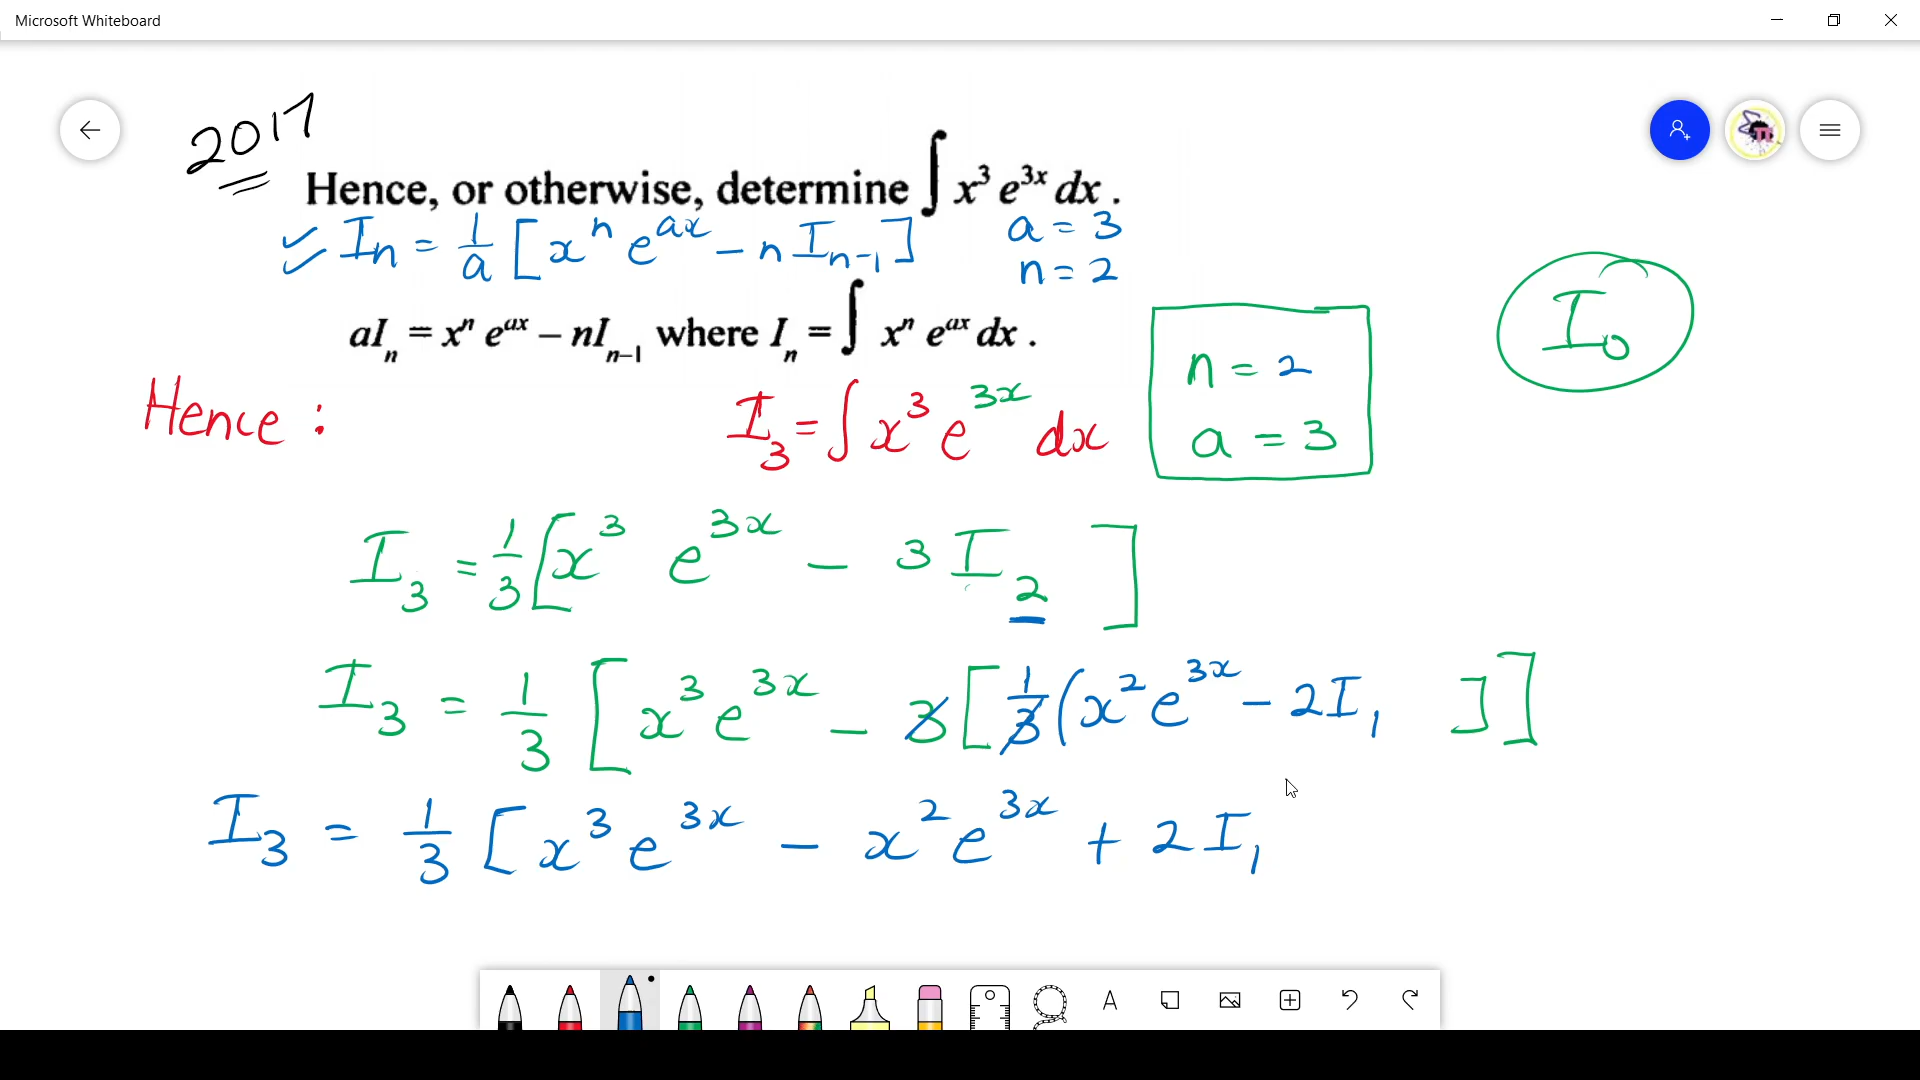 Microsoft Whiteboard
2017
Hence, or otherwise, determine ∫ x³ e³ˣ dx .
Iₙ = 1/a [ xⁿ eᵃˣ – n Iₙ₋₁ ]
a = 3
n = 2
aIₙ = xⁿ eᵃˣ – nIₙ₋₁ where Iₙ = ∫ xⁿ eᵃˣ dx .
I₀
n = 2
a = 3
Hence :
I₃ = ∫ x³ e³ˣ dx
I₃ = 1/3 [ x³ e³ˣ – 3 I₂ ]
I₃ = 1/3 [ x³ e³ˣ – 3 [ 1/3 ( x² e³ˣ – 2I₁ ] ]
I₃ = 1/3 [ x³ e³ˣ – x² e³ˣ + 2 I₁